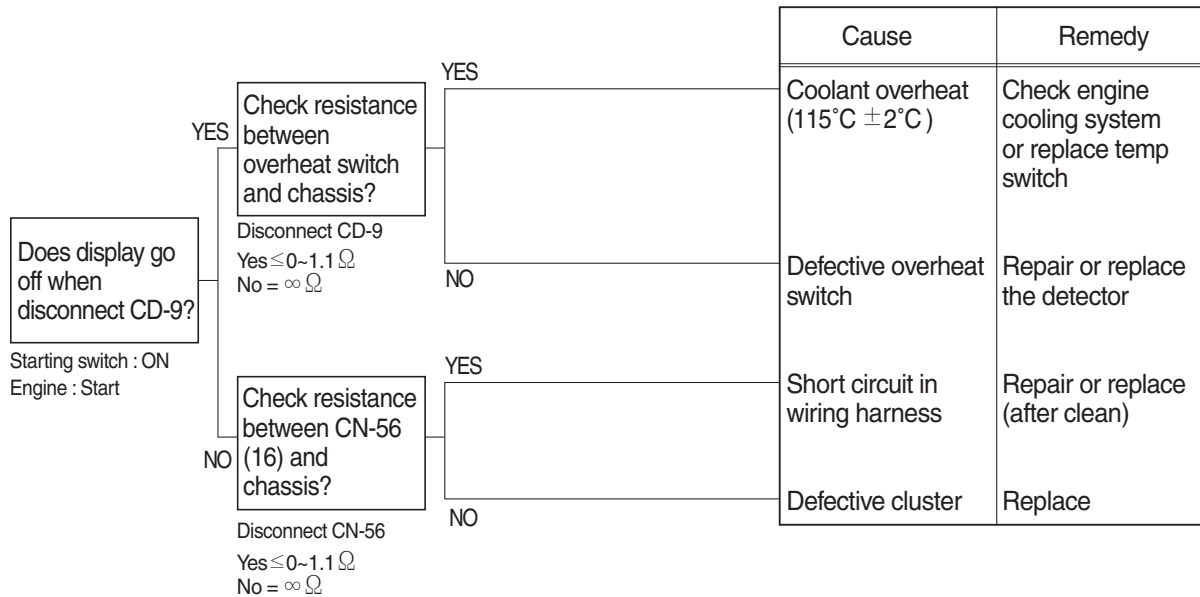 Cause
Remedy
YES
Check resistance
between
overheat switch
and chassis?
YES
Disconnect CD-9
Yes≤0~1.1Ω
No = ∞Ω
NO
Coolant overheat
(115°C ±2°C)
Check engine
cooling system
or replace temp
switch
Does display go
off when
disconnect CD-9?
Starting switch : ON
Engine : Start
Defective overheat
switch
Repair or replace
the detector
YES
Check resistance
between CN-56
(16) and
chassis?
NO
Disconnect CN-56
Yes≤0~1.1Ω
No = ∞Ω
NO
Short circuit in
wiring harness
Repair or replace
(after clean)
Defective cluster
Replace